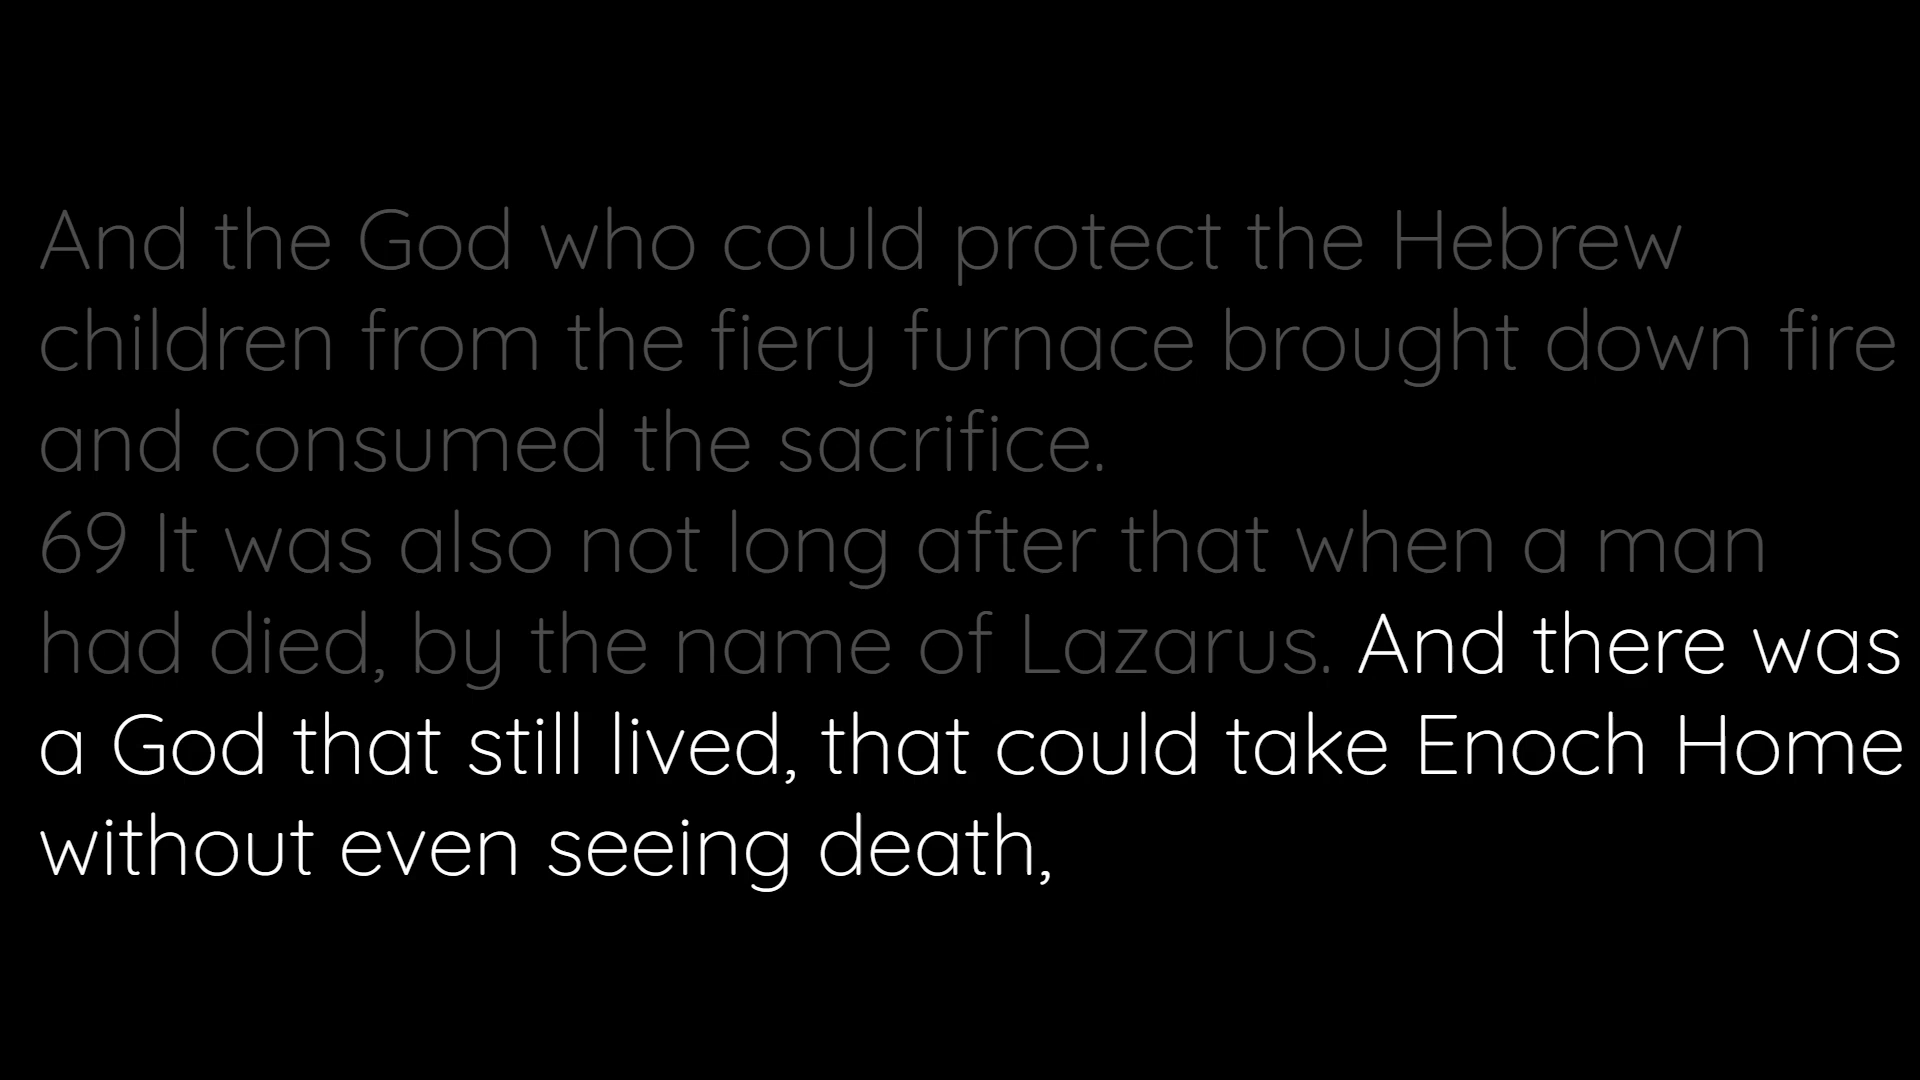 And the God who could protect the Hebrew
children from the fiery furnace brought down fire
and consumed the sacrifice.
69 It was also not long after that when a man
had died, by the name of Lazarus. And there was
a God that still lived, that could take Enoch Home
without even seeing death,